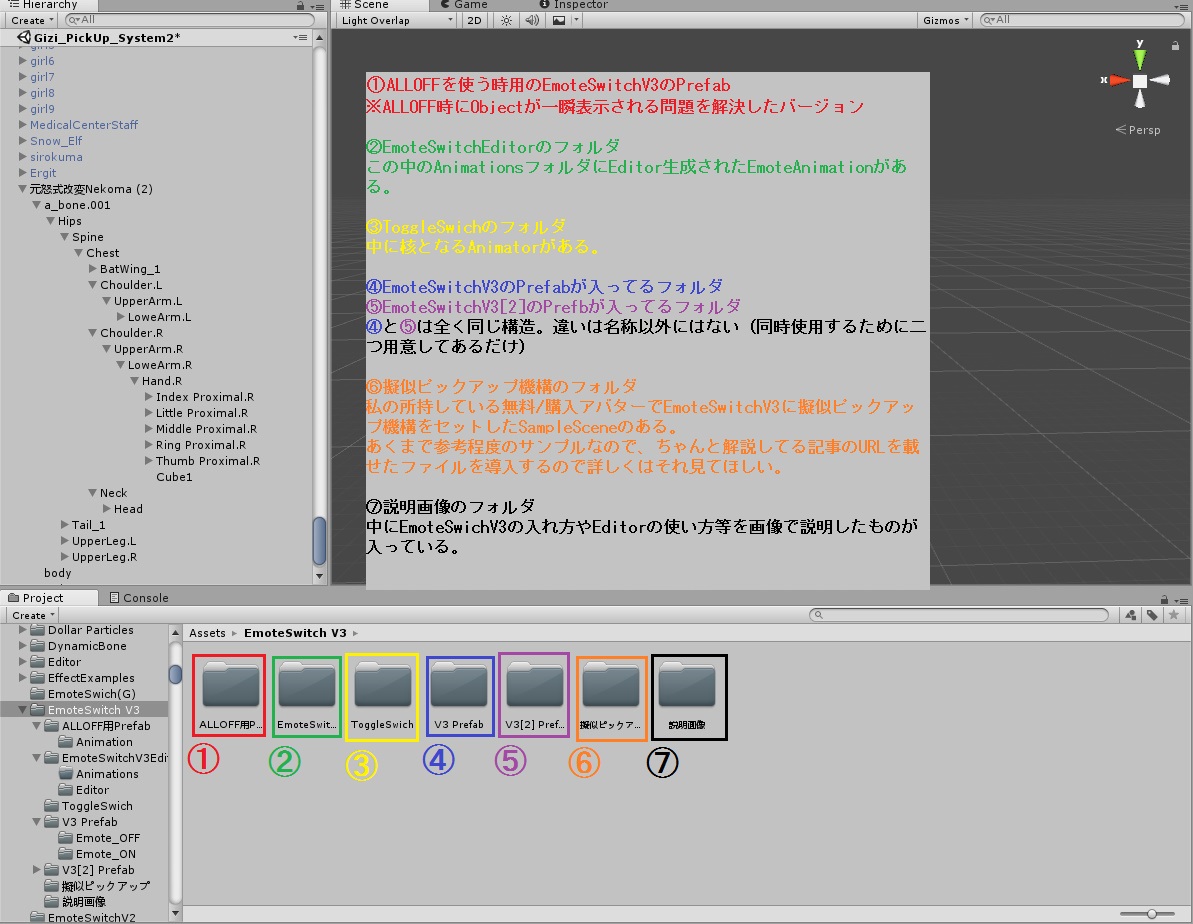 Hierarchy
Create
All
Gizi_PickUp_System2*
girl6
girl7
girl8
girl9
MedicalCenterStaff
Snow_Elf
sirokuma
Ergit
元怒式改変Nekoma (2)
a_bone.001
Hips
Spine
Chest
BatWing_1
Choulder.L
UpperArm.L
LoweArm.L
Choulder.R
UpperArm.R
LoweArm.R
Hand.R
Index Proximal.R
Little Proximal.R
Middle Proximal.R
Ring Proximal.R
Thumb Proximal.R
Cube1
Neck
Head
Tail_1
UpperLeg.L
UpperLeg.R
body
Scene
Game
Inspector
Light Overlap
2D
Gizmos
All
y
x
Persp
①ALLOFFを使う時用のEmoteSwitchV3のPrefab
※ALLOFF時にObjectが一瞬表示される問題を解決したバージョン
②EmoteSwitchEditorのフォルダ
この中のAnimationsフォルダにEditor生成されたEmoteAnimationがあ
る。
③ToggleSwichのフォルダ
中に核となるAnimatorがある。
④EmoteSwitchV3のPrefabが入ってるフォルダ
⑤EmoteSwitchV3[2]のPrefbが入ってるフォルダ
④と⑤は全く同じ構造。違いは名称以外にはない（同時使用するために二
つ用意してあるだけ）
⑥擬似ピックアップ機構のフォルダ
私の所持している無料/購入アバターでEmoteSwitchV3に擬似ピックアッ
プ機構をセットしたSampleSceneのある。
あくまで参考程度のサンプルなので、ちゃんと解説してる記事のURLを載
せたファイルを導入するので詳しくはそれ見てほしい。
⑦説明画像のフォルダ
中にEmoteSwichV3の入れ方やEditorの使い方等を画像で説明したものが
入っている。
Project
Console
Create
Dollar Particles
DynamicBone
Editor
EffectExamples
EmoteSwich(G)
EmoteSwitch V3
ALLOFF用Prefab
Animation
EmoteSwitchV3Edi
Animations
Editor
ToggleSwich
V3 Prefab
Emote_OFF
Emote_ON
V3[2] Prefab
擬似ピックアップ
説明画像
EmoteSwitchV2
Assets ▸ EmoteSwitch V3 ▸
ALLOFF用P...
EmoteSwit...
ToggleSwich
V3 Prefab
V3[2] Pref...
擬似ピックア...
説明画像
①
②
③
④
⑤
⑥
⑦